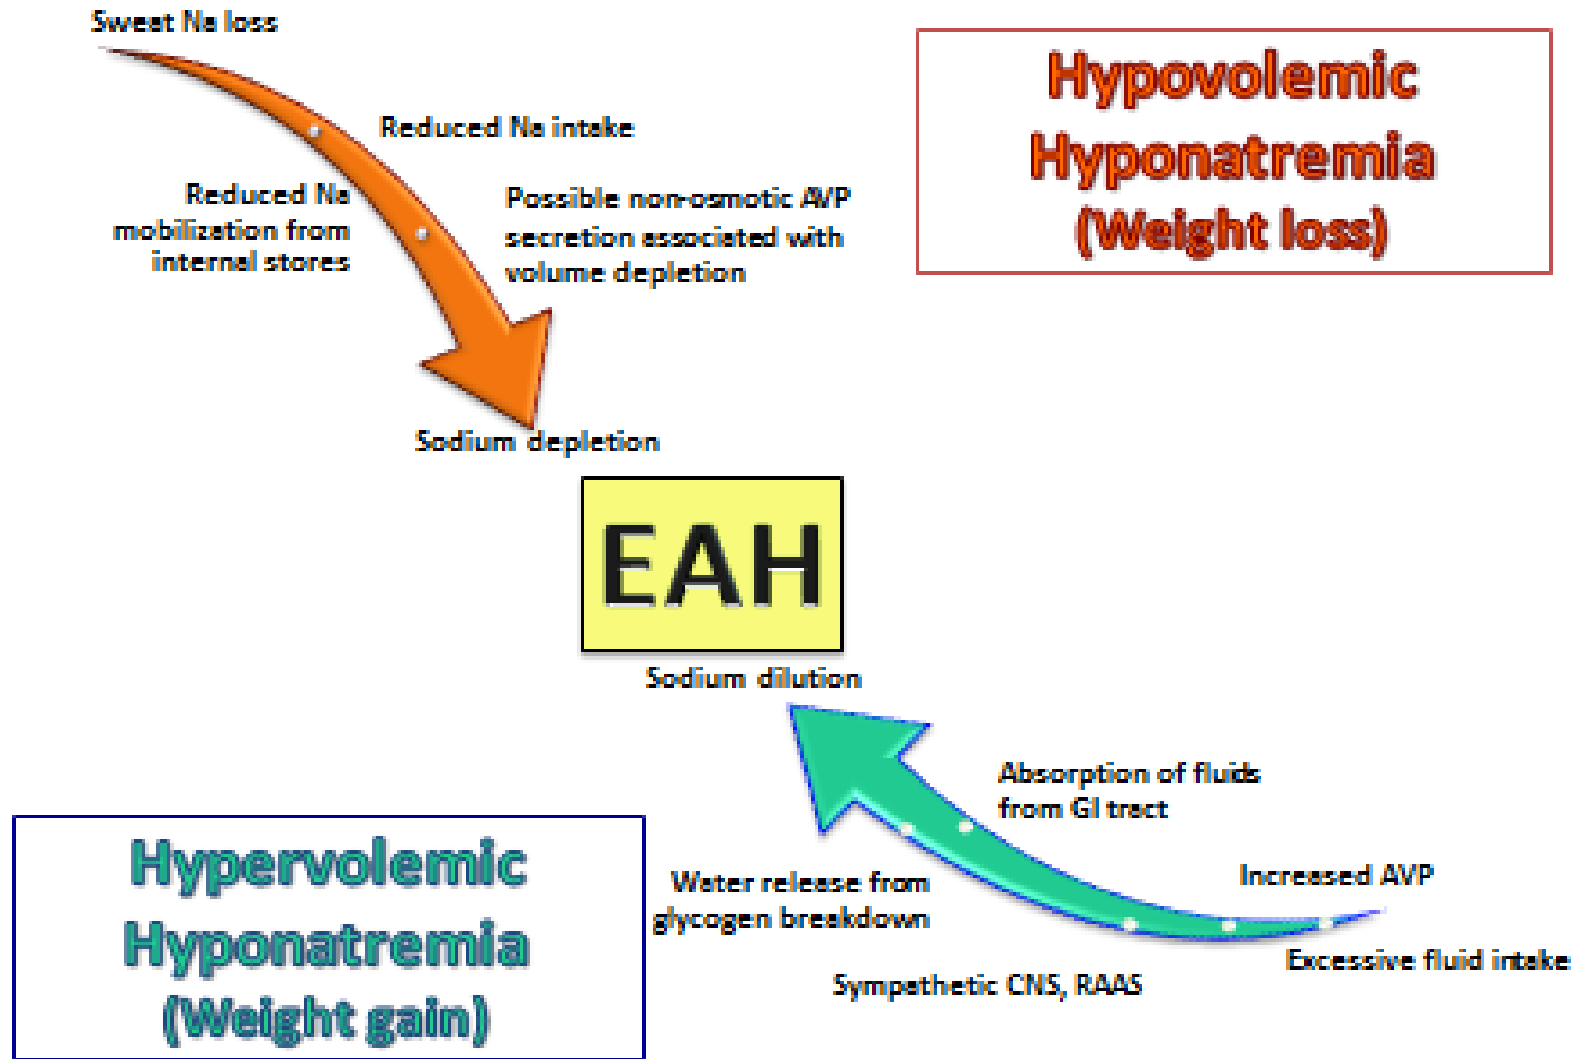 Sweat Na loss
Hypovolemic
Hyponatremia
(Weight loss)
Reduced Na intake
Reduced Na
mobilization from
internal stores
Possible non-osmotic AVP
secretion associated with
volume depletion
Sodium depletion
EAH
Sodium dilution
Absorption of fluids
from GI tract
Increased AVP
Water release from
glycogen breakdown
Excessive fluid intake
Sympathetic CNS, RAAS
Hypervolemic
Hyponatremia
(Weight gain)